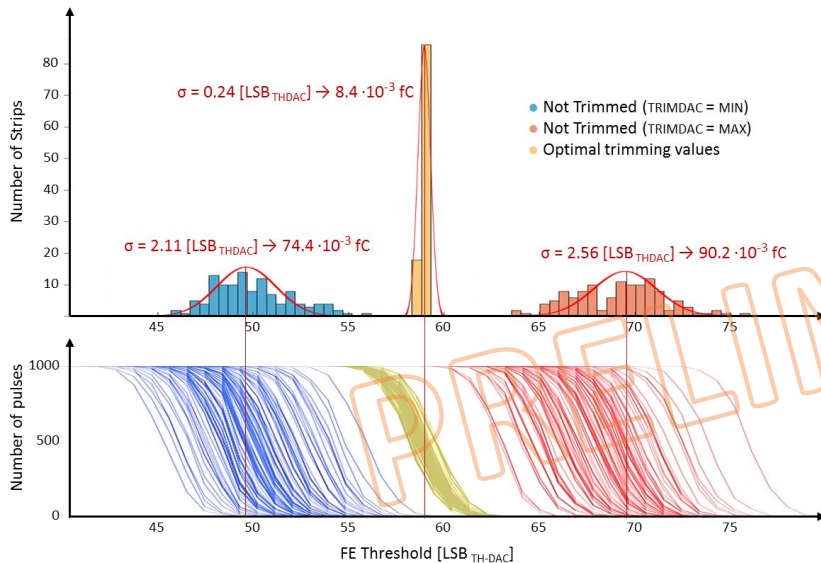 80
70
60
50
40
30
20
10
Number of Strips
σ = 0.24 [LSB THDAC] → 8.4 ·10-3 fC
Not Trimmed (TRIMDAC = MIN)
Not Trimmed (TRIMDAC = MAX)
Optimal trimming values
σ = 2.11 [LSB THDAC] → 74.4 ·10-3 fC
σ = 2.56 [LSB THDAC] → 90.2 ·10-3 fC
45 50 55 60 65 70 75
PRELIM
1000
500
0
Number of pulses
45 50 55 60 65 70 75
FE Threshold [LSB TH-DAC]